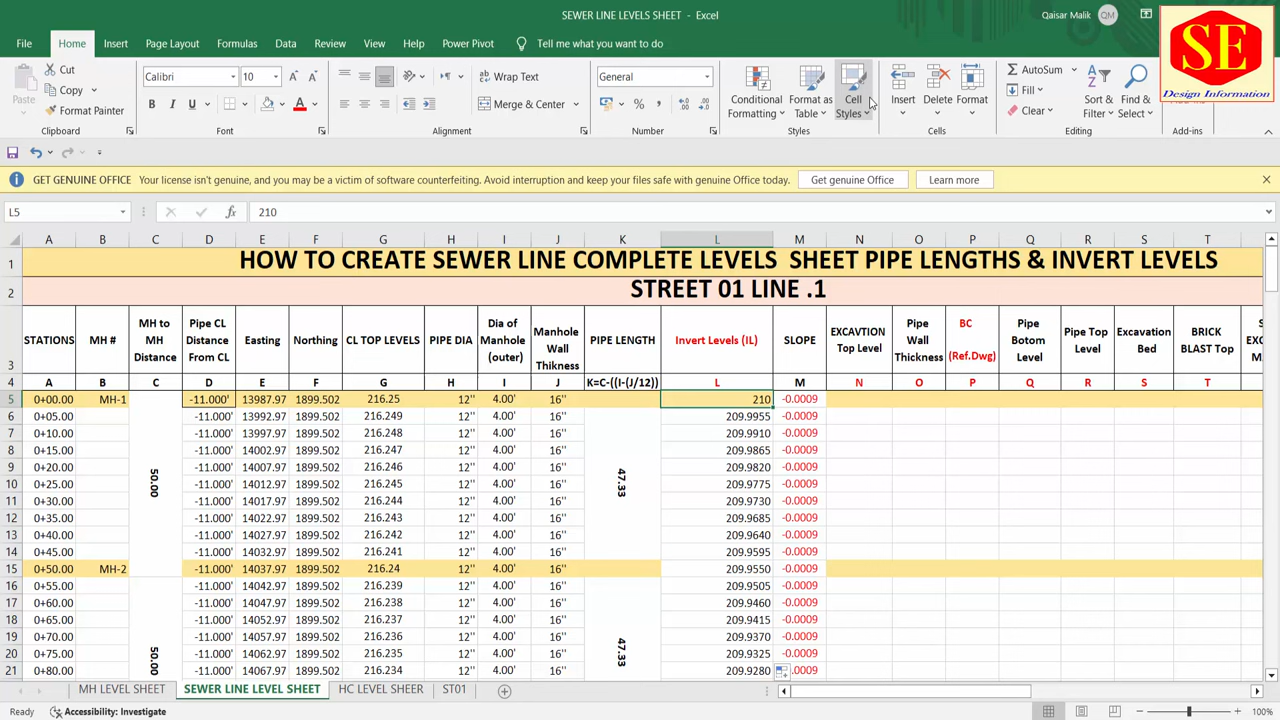 SEWER LINE LEVELS SHEET - Excel
Qaisar Malik QM
SE
Design Information
File Home Insert Page Layout Formulas Data Review View Help Power Pivot Tell me what you want to do
Cut
Copy
Format Painter
Paste
Clipboard
Calibri 10
B I U
Font
Wrap Text
Merge & Center
Alignment
General
Number
Conditional Formatting
Format as Table
Cell Styles
Styles
Insert Delete Format
Cells
AutoSum
Fill
Clear
Sort & Filter
Find & Select
Editing
Add-ins
GET GENUINE OFFICE Your license isn't genuine, and you may be a victim of software counterfeiting. Avoid interruption and keep your files safe with genuine Office today. Get genuine Office Learn more
L5 fx 210
A B C D E F G H I J K L M N O P Q R S T
1 HOW TO CREATE SEWER LINE COMPLETE LEVELS SHEET PIPE LENGTHS & INVERT LEVELS
2 STREET 01 LINE .1
3 STATIONS MH # MH to MH Distance Pipe CL Distance From CL Easting Northing CL TOP LEVELS PIPE DIA Dia of Manhole (outer) Manhole Wall Thikness PIPE LENGTH Invert Levels (IL) SLOPE EXCAVTION Top Level Pipe Wall Thickness BC (Ref.Dwg) Pipe Botom Level Pipe Top Level Excavation Bed BRICK BLAST Top
4 A B C D E F G H I J K=C-((I-(J/12)) L M N O P Q R S T
5 0+00.00 MH-1 -11.000' 13987.97 1899.502 216.25 12'' 4.00' 16'' 210 -0.0009
6 0+05.00 -11.000' 13992.97 1899.502 216.249 12'' 4.00' 16'' 209.9955 -0.0009
7 0+10.00 -11.000' 13997.97 1899.502 216.248 12'' 4.00' 16'' 209.9910 -0.0009
8 0+15.00 -11.000' 14002.97 1899.502 216.247 12'' 4.00' 16'' 209.9865 -0.0009
9 0+20.00 50.00 -11.000' 14007.97 1899.502 216.246 12'' 4.00' 16'' 47.33 209.9820 -0.0009
10 0+25.00 -11.000' 14012.97 1899.502 216.245 12'' 4.00' 16'' 209.9775 -0.0009
11 0+30.00 -11.000' 14017.97 1899.502 216.244 12'' 4.00' 16'' 209.9730 -0.0009
12 0+35.00 -11.000' 14022.97 1899.502 216.243 12'' 4.00' 16'' 209.9685 -0.0009
13 0+40.00 -11.000' 14027.97 1899.502 216.242 12'' 4.00' 16'' 209.9640 -0.0009
14 0+45.00 -11.000' 14032.97 1899.502 216.241 12'' 4.00' 16'' 209.9595 -0.0009
15 0+50.00 MH-2 -11.000' 14037.97 1899.502 216.24 12'' 4.00' 16'' 209.9550 -0.0009
16 0+55.00 -11.000' 14042.97 1899.502 216.239 12'' 4.00' 16'' 209.9505 -0.0009
17 0+60.00 -11.000' 14047.97 1899.502 216.238 12'' 4.00' 16'' 209.9460 -0.0009
18 0+65.00 -11.000' 14052.97 1899.502 216.237 12'' 4.00' 16'' 209.9415 -0.0009
19 0+70.00 -11.000' 14057.97 1899.502 216.236 12'' 4.00' 16'' 47.33 209.9370 -0.0009
20 0+75.00 50.00 -11.000' 14062.97 1899.502 216.235 12'' 4.00' 16'' 209.9325 -0.0009
21 0+80.00 -11.000' 14067.97 1899.502 216.234 12'' 4.00' 16'' 209.9280 .0009
MH LEVEL SHEET SEWER LINE LEVEL SHEET HC LEVEL SHEER ST01
Ready Accessibility: Investigate 100%